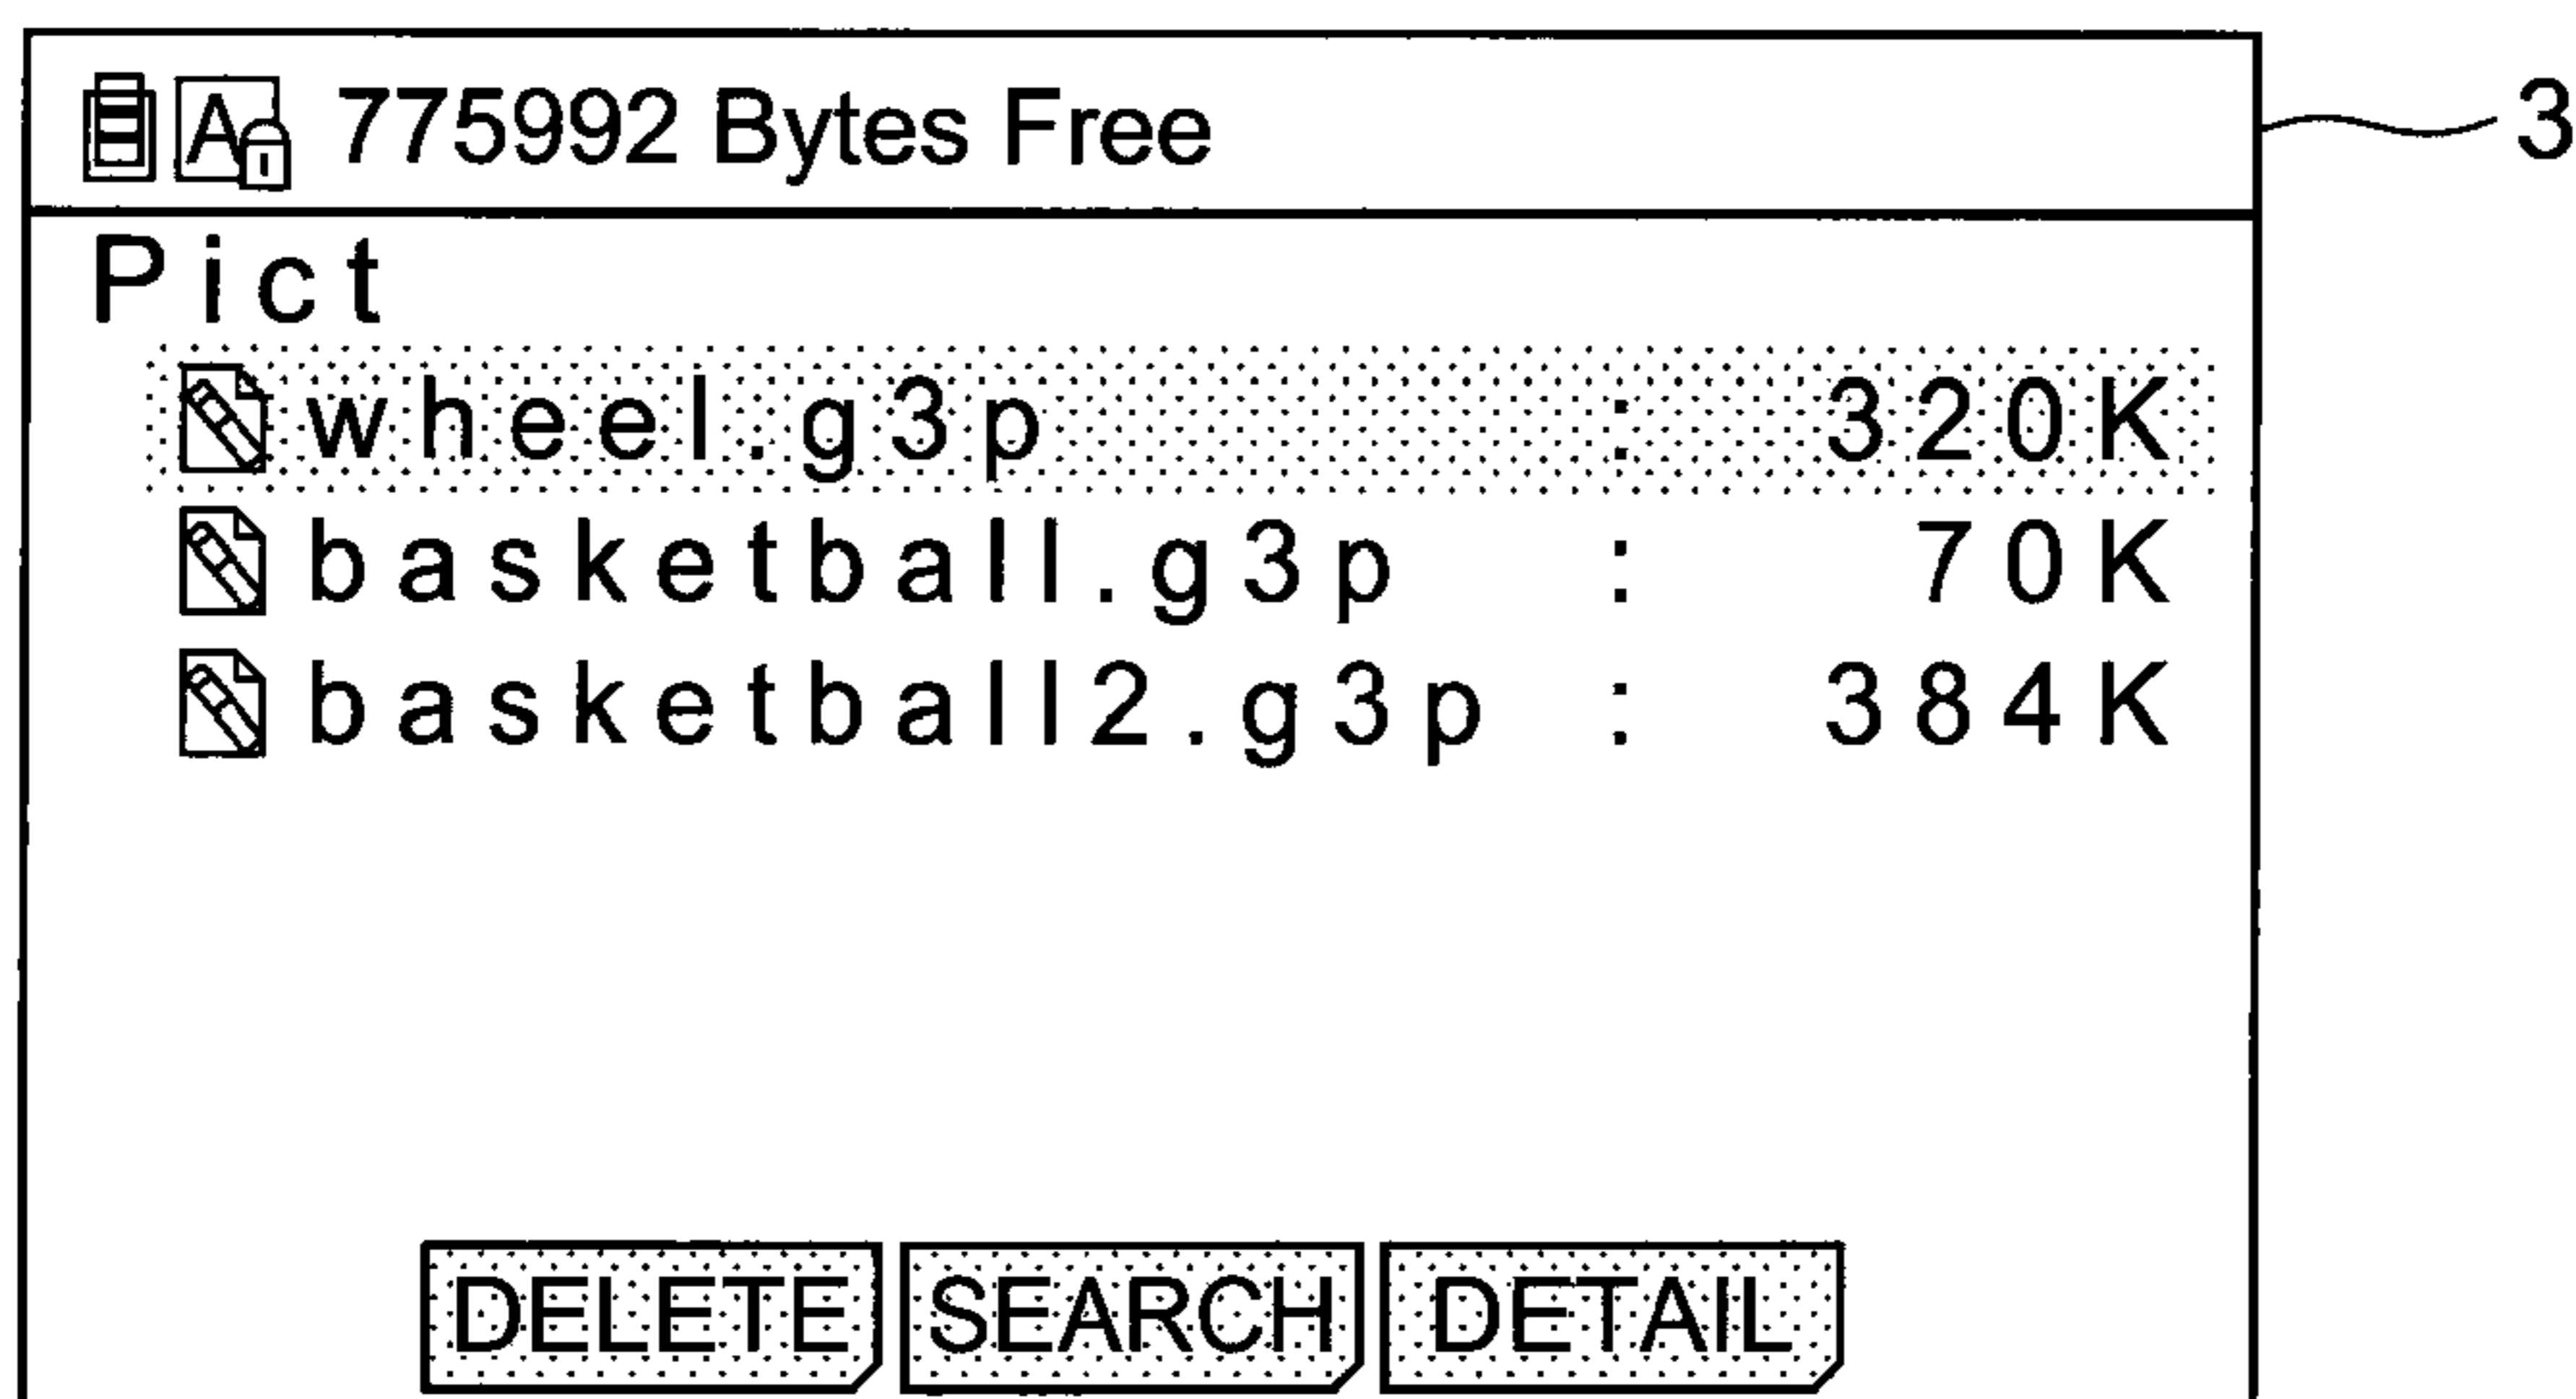 A 775992 Bytes Free 3
Pict
wheel.g3p : 320K
basketball.g3p : 70K
basketball2.g3p : 384K
DELETE SEARCH DETAIL